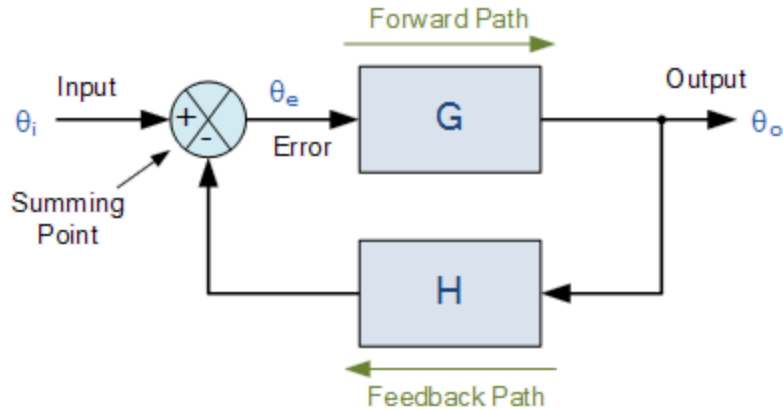 Forward Path
Input
θi
+
-
θe
Error
G
Output
θo
Summing
Point
H
Feedback Path